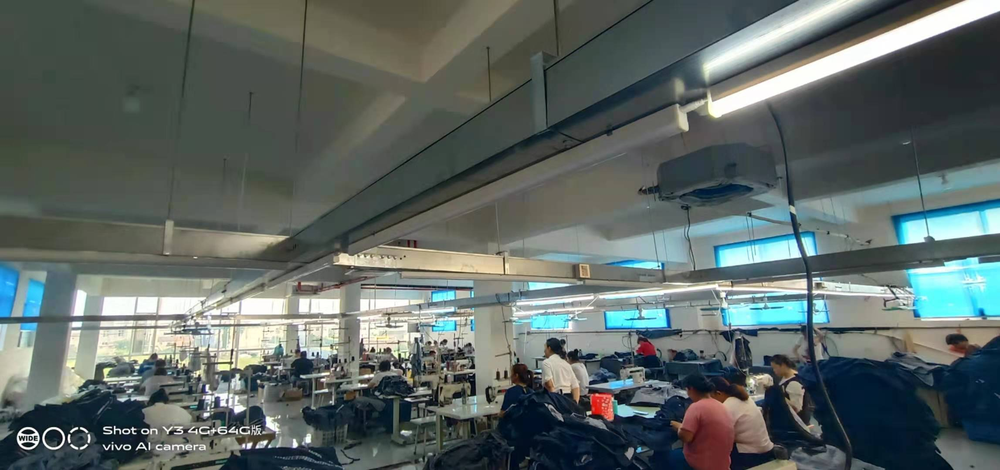 WIDE
Shot on Y3 4G+64G版
vivo AI camera